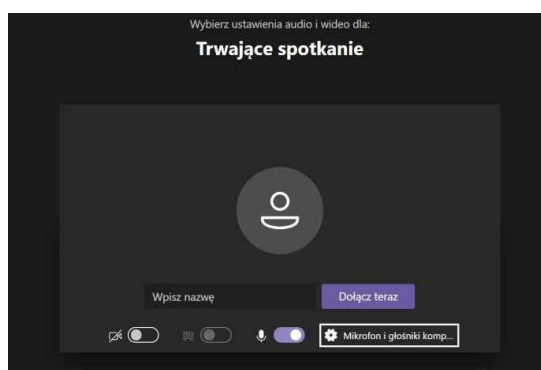 Wybierz ustawienia audio i wideo dla:
Trwające spotkanie
Wpisz nazwę
Dołącz teraz
Mikrofon i głośniki komp...